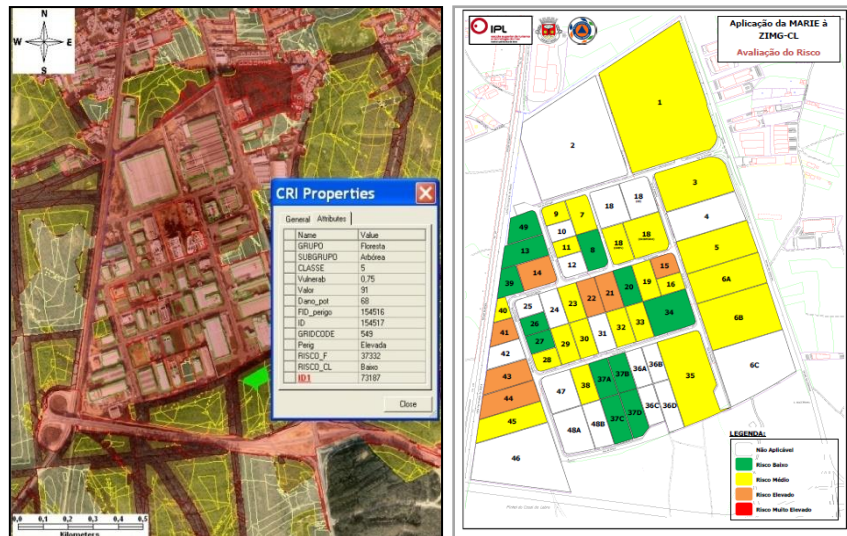 N
W E
S
CRI Properties
General Attributes
Name Value
GRUPO Floresta
SUBGRUPO Arbórea
CLASSE 5
Vulnerab 0,75
Valor 91
Dano_pot 68
FID_perigo 154516
ID 154517
GRIDCODE 549
Perig Elevada
RISCO_F 37332
RISCO_CL Baixo
ID1 73187
Close
0,0 0,1 0,2 0,3 0,4 0,5
Kilometers
IPL
Aplicação da MARIE à
ZIMG-CL
Avaliação do Risco
1
2
3
4
5
6A
6B
6C
9
7
18
18
10
11
12
8
18
18
49
13
14
39
40
41
42
43
44
45
46
15
16
19
20
21
22
23
24
25
26
27
28
29
30
31
32
33
34
35
36A
36B
36C
36D
37A
37B
37C
37D
38
47
48A
48B
LEGENDA:
Não Aplicável
Risco Baixo
Risco Médio
Risco Elevado
Risco Muito Elevado